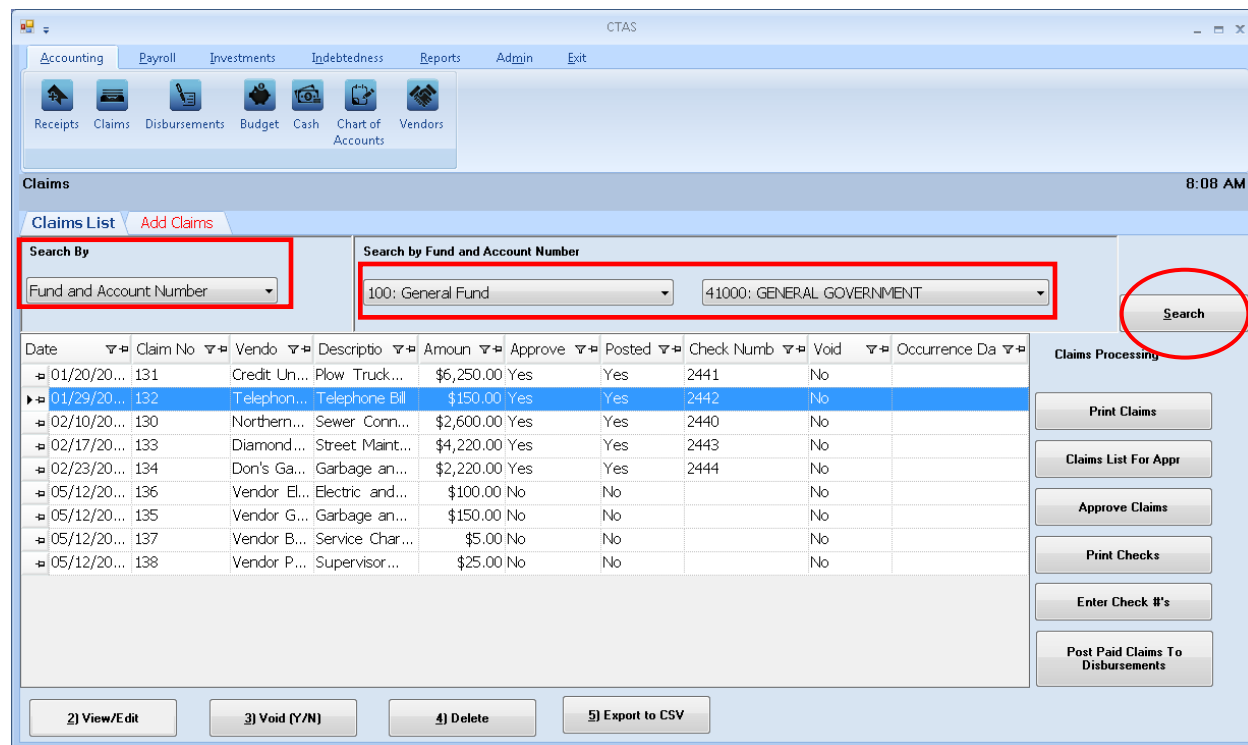 CTAS
Accounting Payroll Investments Indebtedness Reports Admin Exit
Receipts Claims Disbursements Budget Cash Chart of Accounts Vendors
Claims 8:08 AM
Claims List Add Claims
Search By Search by Fund and Account Number
Fund and Account Number 100: General Fund 41000: GENERAL GOVERNMENT
Search
Date Claim No Vendo Descriptio Amoun Approve Posted Check Numb Void Occurrence Da
01/20/20... 131 Credit Un... Plow Truck... $6,250.00 Yes Yes 2441 No
01/29/20... 132 Telephon... Telephone Bill $150.00 Yes Yes 2442 No
02/10/20... 130 Northern... Sewer Conn... $2,600.00 Yes Yes 2440 No
02/17/20... 133 Diamond... Street Maint... $4,220.00 Yes Yes 2443 No
02/23/20... 134 Don's Ga... Garbage an... $2,220.00 Yes Yes 2444 No
05/12/20... 136 Vendor El... Electric and... $100.00 No No No
05/12/20... 135 Vendor G... Garbage an... $150.00 No No No
05/12/20... 137 Vendor B... Service Char... $5.00 No No No
05/12/20... 138 Vendor P... Supervisor... $25.00 No No No
Claims Processing
Print Claims
Claims List For Appr
Approve Claims
Print Checks
Enter Check #'s
Post Paid Claims To
Disbursements
2) View/Edit 3) Void (Y/N) 4) Delete 5) Export to CSV